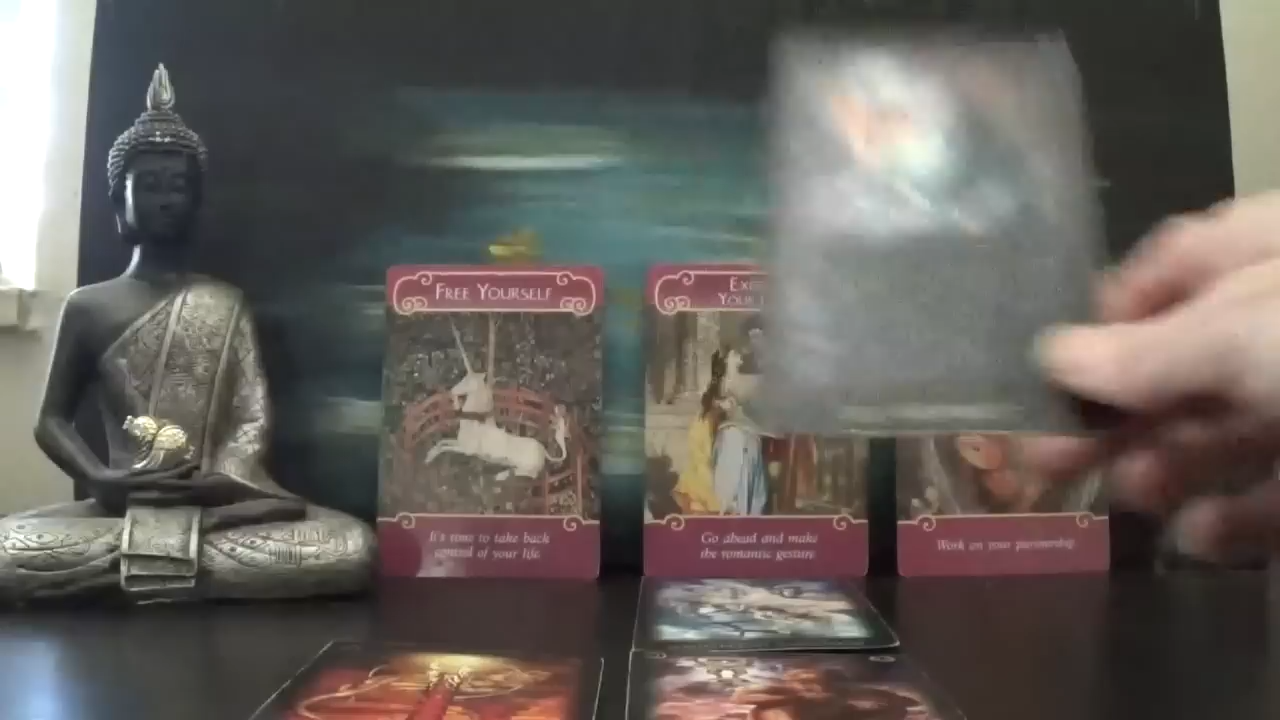 FREE YOURSELF
It's time to take back
control of your life
YOUR
Go ahead and make
the romantic gesture
Work on your partnership